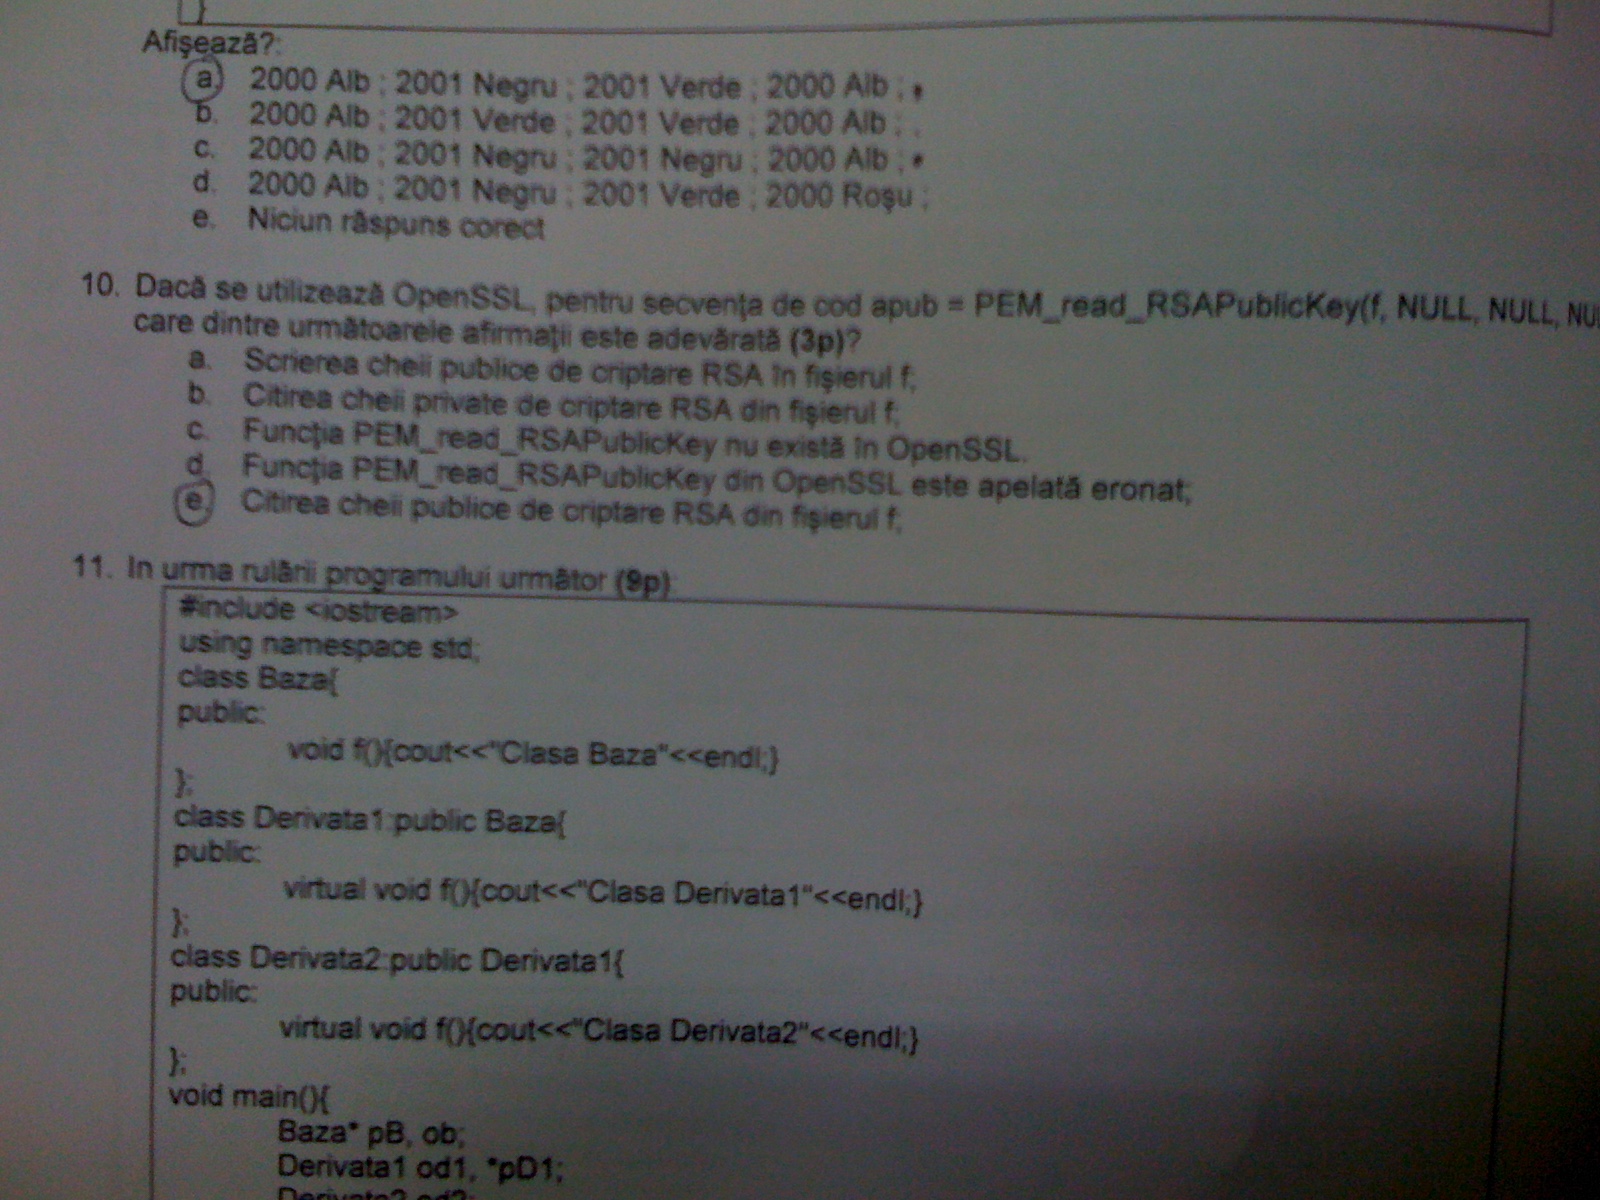 }
Afişează?:
a. 2000 Alb ; 2001 Negru ; 2001 Verde ; 2000 Alb ;
b. 2000 Alb ; 2001 Verde ; 2001 Verde ; 2000 Alb ;
c. 2000 Alb ; 2001 Negru ; 2001 Negru ; 2000 Alb ;
d. 2000 Alb ; 2001 Negru ; 2001 Verde ; 2000 Roşu ;
e. Niciun răspuns corect
10. Dacă se utilizează OpenSSL, pentru secvenţa de cod apub = PEM_read_RSAPublicKey(f, NULL, NULL, NU
care dintre următoarele afirmaţii este adevărată (3p)?
a. Scrierea cheii publice de criptare RSA în fişierul f;
b. Citirea cheii private de criptare RSA din fişierul f;
c. Funcţia PEM_read_RSAPublicKey nu există în OpenSSL.
d. Funcţia PEM_read_RSAPublicKey din OpenSSL este apelată eronat;
e. Citirea cheii publice de criptare RSA din fişierul f;
11. In urma rulării programului următor (9p):
#include <iostream>
using namespace std;
class Baza{
public:
void f(){cout<<"Clasa Baza"<<endl;}
};
class Derivata1:public Baza{
public:
virtual void f(){cout<<"Clasa Derivata1"<<endl;}
};
class Derivata2:public Derivata1{
public:
virtual void f(){cout<<"Clasa Derivata2"<<endl;}
};
void main(){
Baza* pB, ob;
Derivata1 od1, *pD1;
Derivata2 od2;